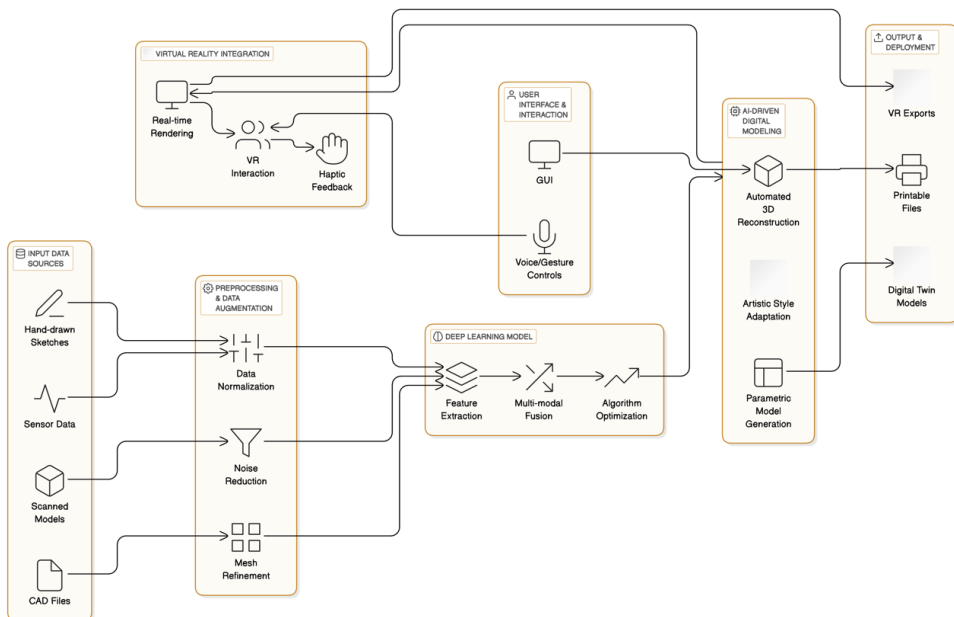 VIRTUAL REALITY INTEGRATION
Real-time
Rendering
VR
Interaction
Haptic
Feedback
USER
INTERFACE &
INTERACTION
GUI
Voice/Gesture
Controls
AI-DRIVEN
DIGITAL
MODELING
Automated
3D
Reconstruction
Artistic Style
Adaptation
Parametric
Model
Generation
OUTPUT &
DEPLOYMENT
VR Exports
Printable
Files
Digital Twin
Models
INPUT DATA
SOURCES
Hand-drawn
Sketches
Sensor Data
Scanned
Models
CAD Files
PREPROCESSING
& DATA
AUGMENTATION
Data
Normalization
Noise
Reduction
Mesh
Refinement
DEEP LEARNING MODEL
Feature
Extraction
Multi-modal
Fusion
Algorithm
Optimization